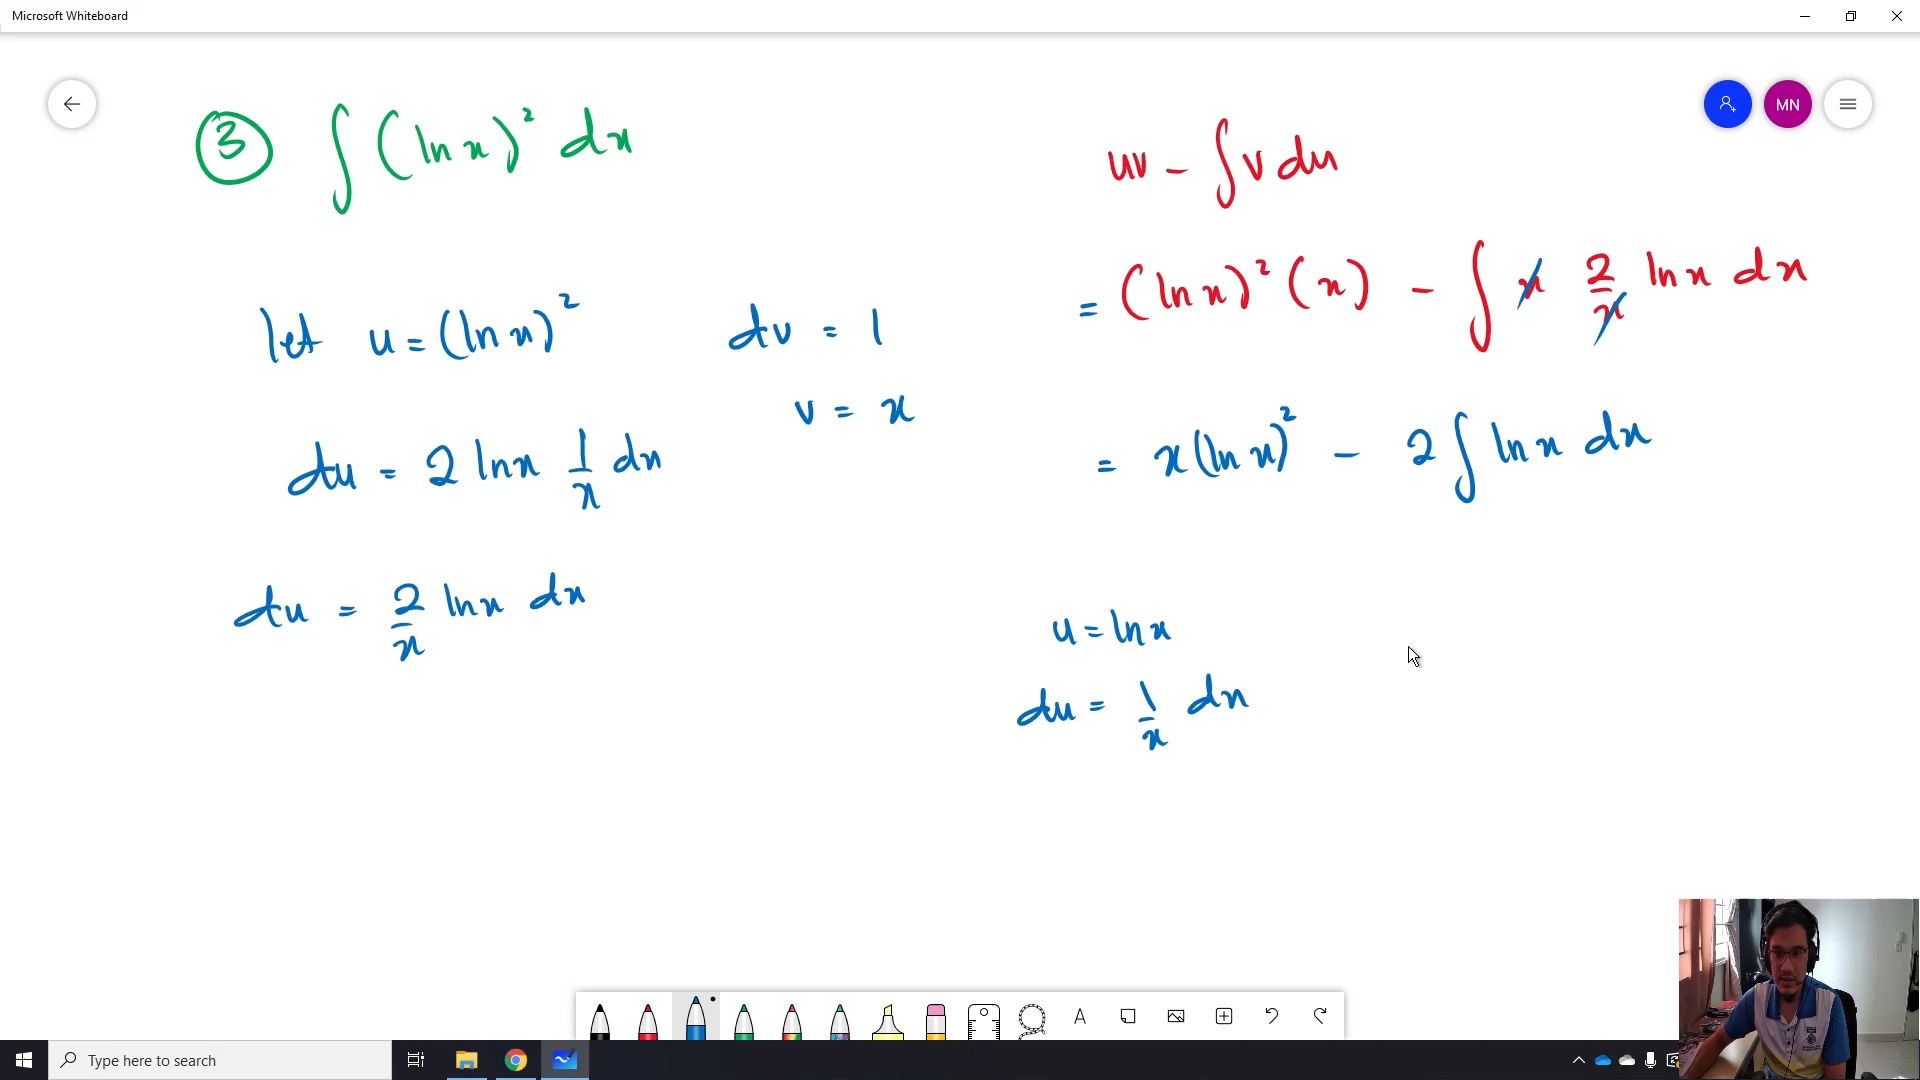 Microsoft Whiteboard
MN
③ ∫ (ln x)² dx
let u = (ln x)²
dv = 1
v = x
du = 2 ln x 1/x dx
du = 2/x ln x dx
uv - ∫ v du
= (ln x)² (x) - ∫ x 2/x ln x dx
= x(ln x)² - 2 ∫ ln x dx
u = ln x
du = 1/x dx
A
Type here to search